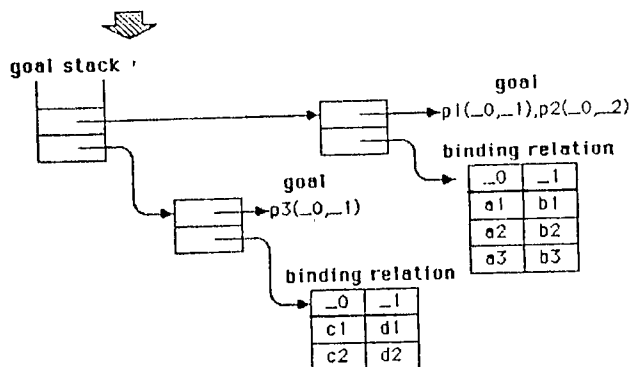 goal stack
goal
p1(_0,_1),p2(_0,_2)
binding relation
_0 _1
a1 b1
a2 b2
a3 b3
goal
p3(_0,_1)
binding relation
_0 _1
c1 d1
c2 d2